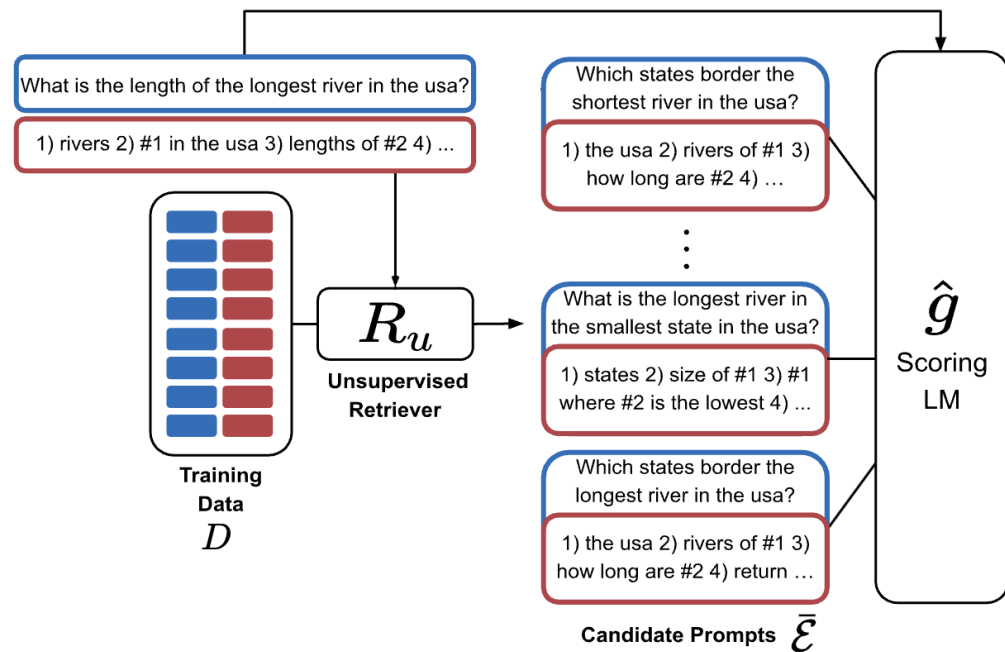 What is the length of the longest river in the usa?
1) rivers 2) #1 in the usa 3) lengths of #2 4) ...
Training
Data
D
R_u
Unsupervised
Retriever
Which states border the
shortest river in the usa?
1) the usa 2) rivers of #1 3)
how long are #2 4) …
⋮
What is the longest river in
the smallest state in the usa?
1) states 2) size of #1 3) #1
where #2 is the lowest 4) ...
Which states border the
longest river in the usa?
1) the usa 2) rivers of #1 3)
how long are #2 4) return …
Candidate Prompts ℰ̄
ĝ
Scoring
LM